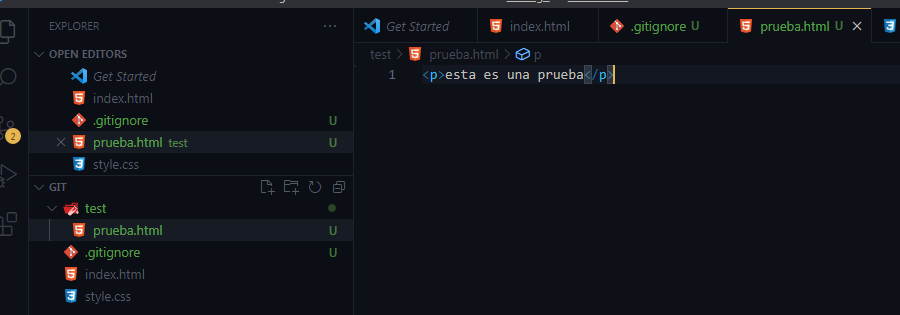 EXPLORER ...
OPEN EDITORS
Get Started
index.html
.gitignore U
prueba.html test U
style.css
2
GIT
test
prueba.html U
.gitignore U
index.html
style.css
Get Started index.html .gitignore U prueba.html U
test > prueba.html > p
1 <p>esta es una prueba</p>